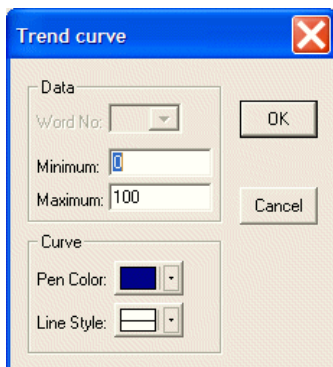 Trend curve
Data
Word No:
OK
Minimum: 0
Maximum: 100
Cancel
Curve
Pen Color:
Line Style: